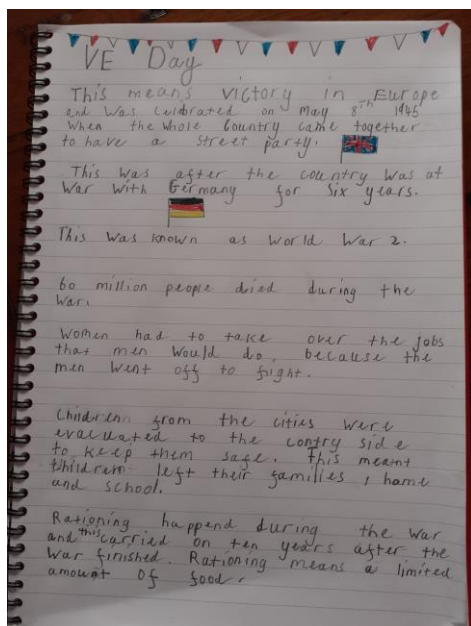 VE Day
This means victory in Europe
and was celebrated on May 8th 1945
when the whole country came together
to have a street party.
This was after the country was at
war with Germany for six years.
This was known as World War 2.
60 million people died during the
war.
Women had to take over the jobs
that men would do, because the
men went off to fight.
Children from the cities were
evacuated to the contry side
to keep them safe. This meant
children left their families, home
and school.
Rationing happend during the war
and this carried on ten years after the
war finished. Rationing means a limited
amount of food.